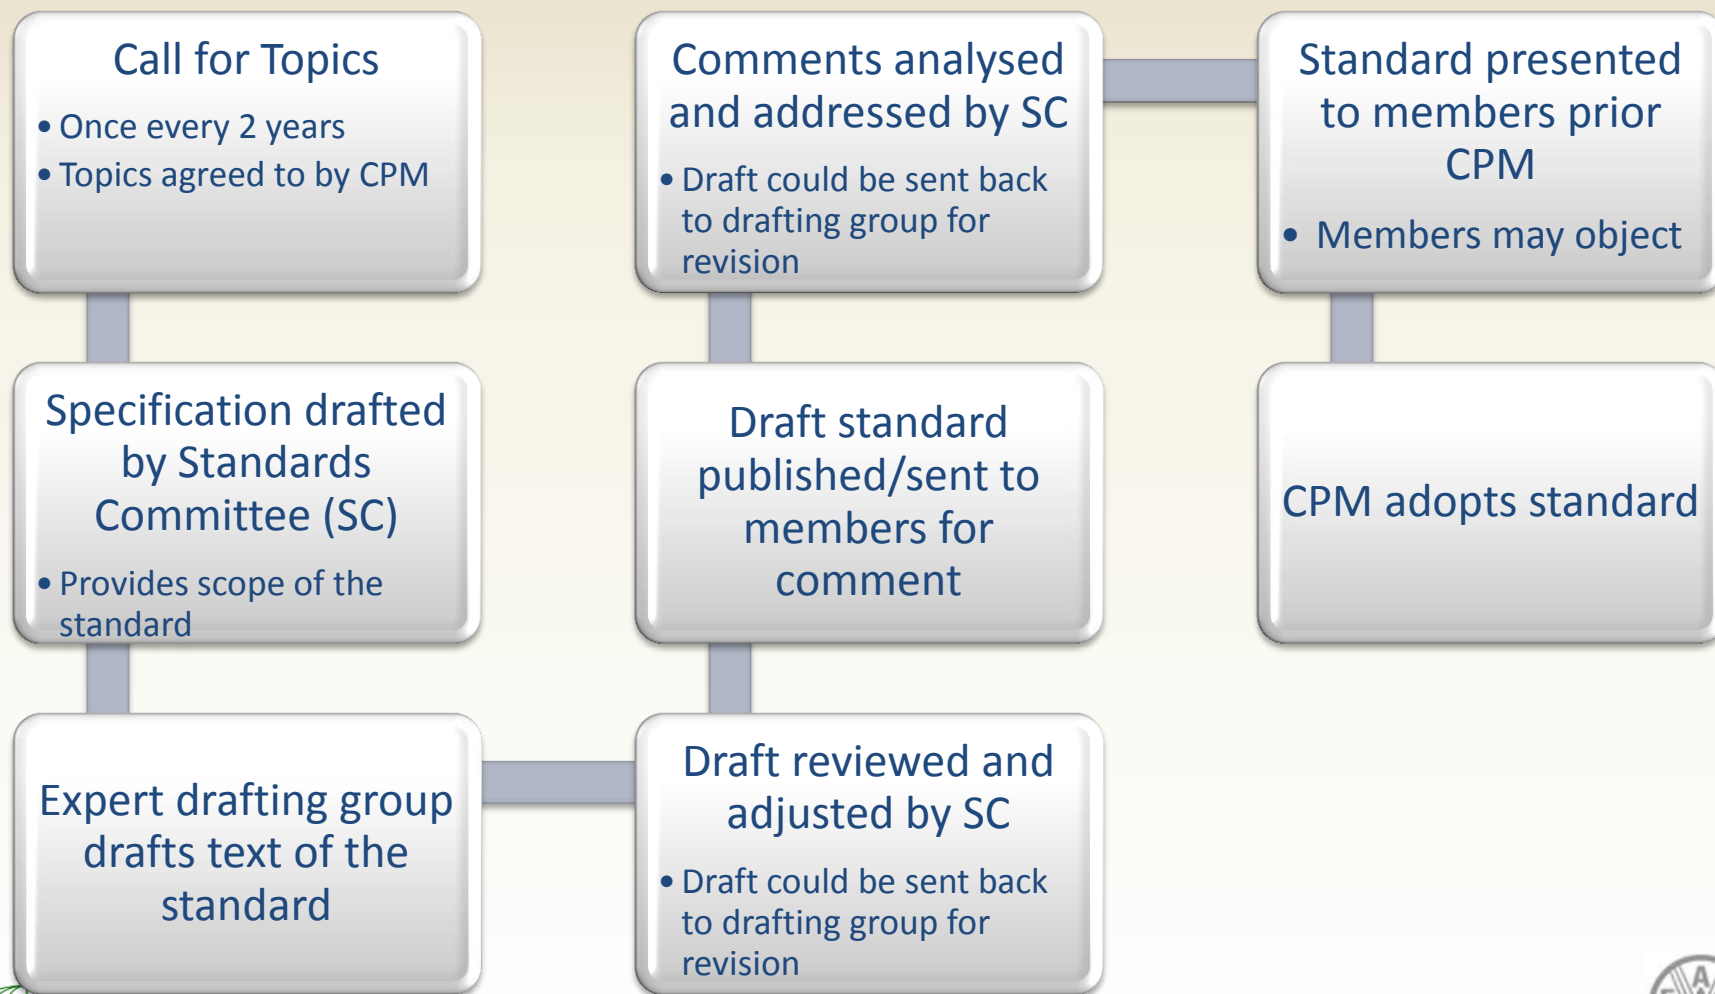 Call for Topics
• Once every 2 years
• Topics agreed to by CPM
Specification drafted
by Standards
Committee (SC)
• Provides scope of the
standard
Expert drafting group
drafts text of the
standard
Draft reviewed and
adjusted by SC
• Draft could be sent back
to drafting group for
revision
Draft standard
published/sent to
members for
comment
Comments analysed
and addressed by SC
• Draft could be sent back
to drafting group for
revision
Standard presented
to members prior
CPM
• Members may object
CPM adopts standard